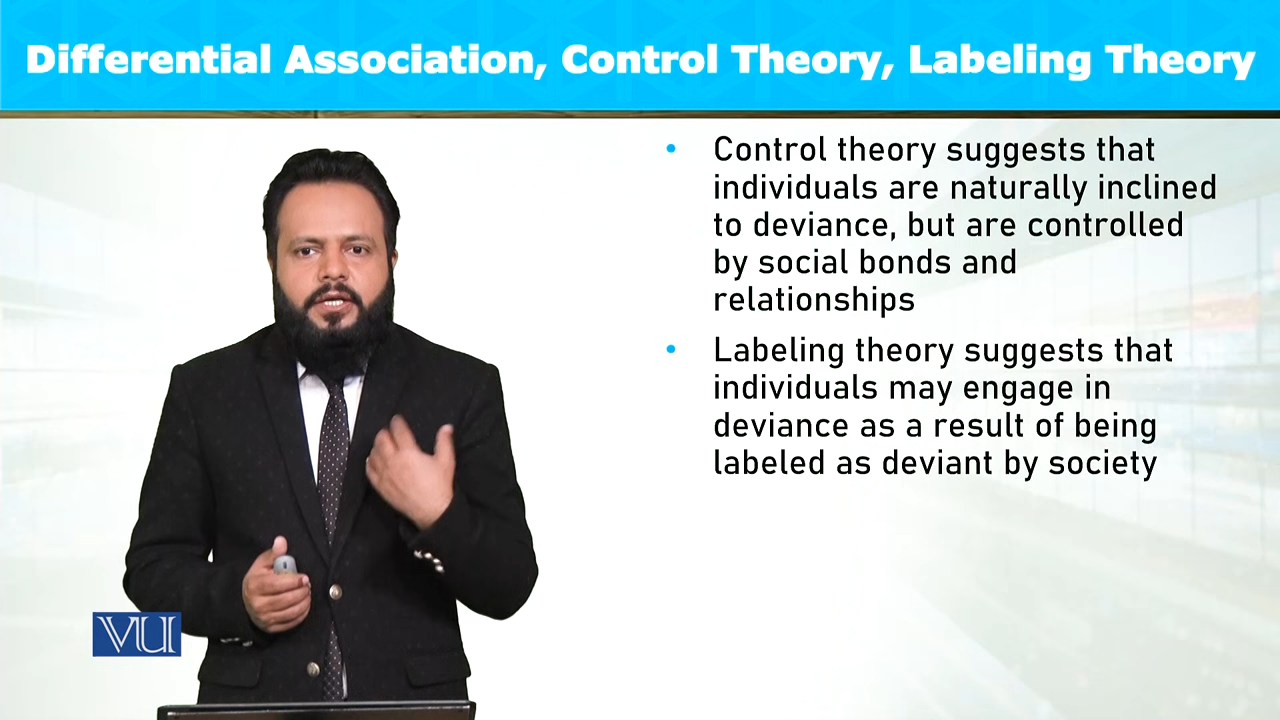 Differential Association, Control Theory, Labeling Theory
• Control theory suggests that
individuals are naturally inclined
to deviance, but are controlled
by social bonds and
relationships
• Labeling theory suggests that
individuals may engage in
deviance as a result of being
labeled as deviant by society
VU